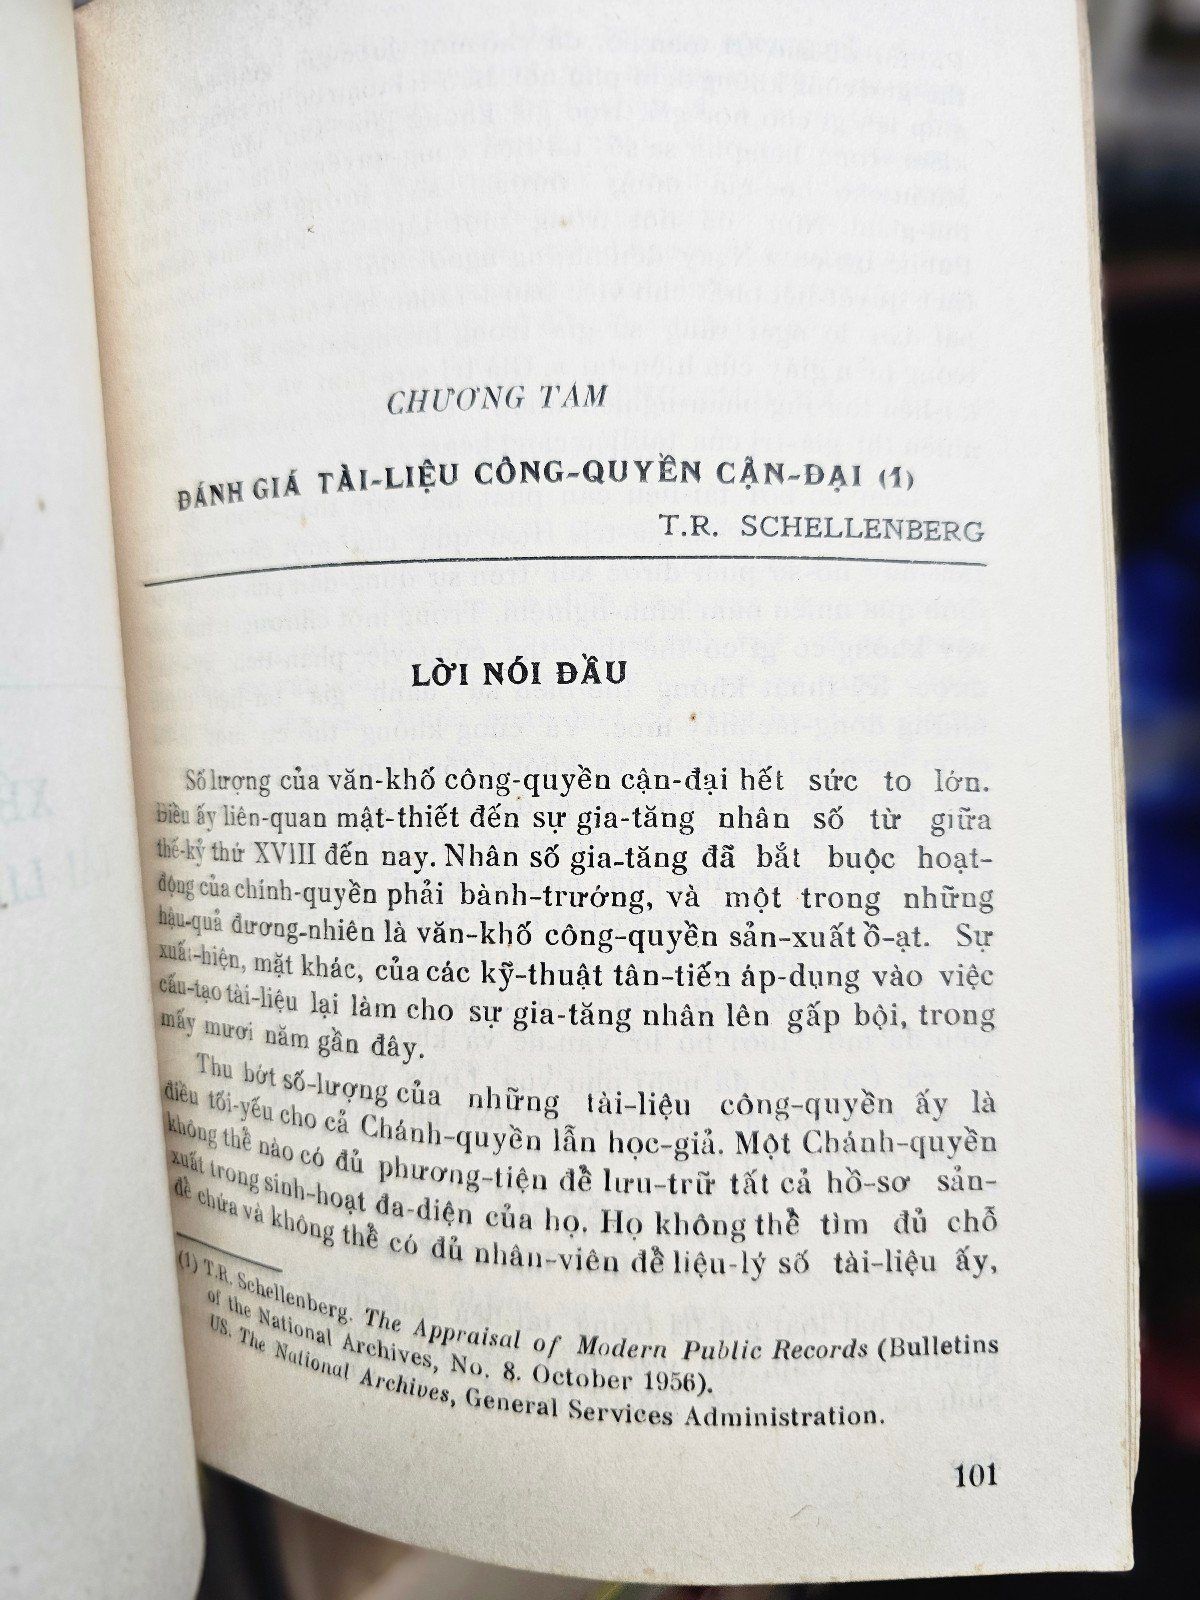 CHƯƠNG TÁM
ĐÁNH GIÁ TÀI-LIỆU CÔNG-QUYỀN CẬN-ĐẠI (1)
T.R. SCHELLENBERG
LỜI NÓI ĐẦU
Số lượng của văn-khố công-quyền cận-đại hết sức to lớn.
Điều ấy liên-quan mật-thiết đến sự gia-tăng nhân số từ giữa
thế-kỷ thứ XVIII đến nay. Nhân số gia-tăng đã bắt buộc hoạt-
động của chính-quyền phải bành-trướng, và một trong những
hậu-quả đương-nhiên là văn-khố công-quyền sản-xuất ồ-ạt. Sự
xuất-hiện, mặt khác, của các kỹ-thuật tân-tiến áp-dụng vào việc
cấu-tạo tài-liệu lại làm cho sự gia-tăng nhân lên gấp bội, trong
mấy mươi năm gần đây.
Thu bớt số-lượng của những tài-liệu công-quyền ấy là
điều tối-yếu cho cả Chánh-quyền lẫn học-giả. Một Chánh-quyền
không thể nào có đủ phương-tiện để lưu-trữ tất cả hồ-sơ sản-
xuất trong sinh-hoạt đa-diện của họ. Họ không thể tìm đủ chỗ
để chứa và không thể có đủ nhân-viên để liệu-lý số tài-liệu ấy,
(1) T.R. Schellenberg. The Appraisal of Modern Public Records (Bulletins
of the National Archives, No. 8. October 1956).
US. The National Archives, General Services Administration.
101